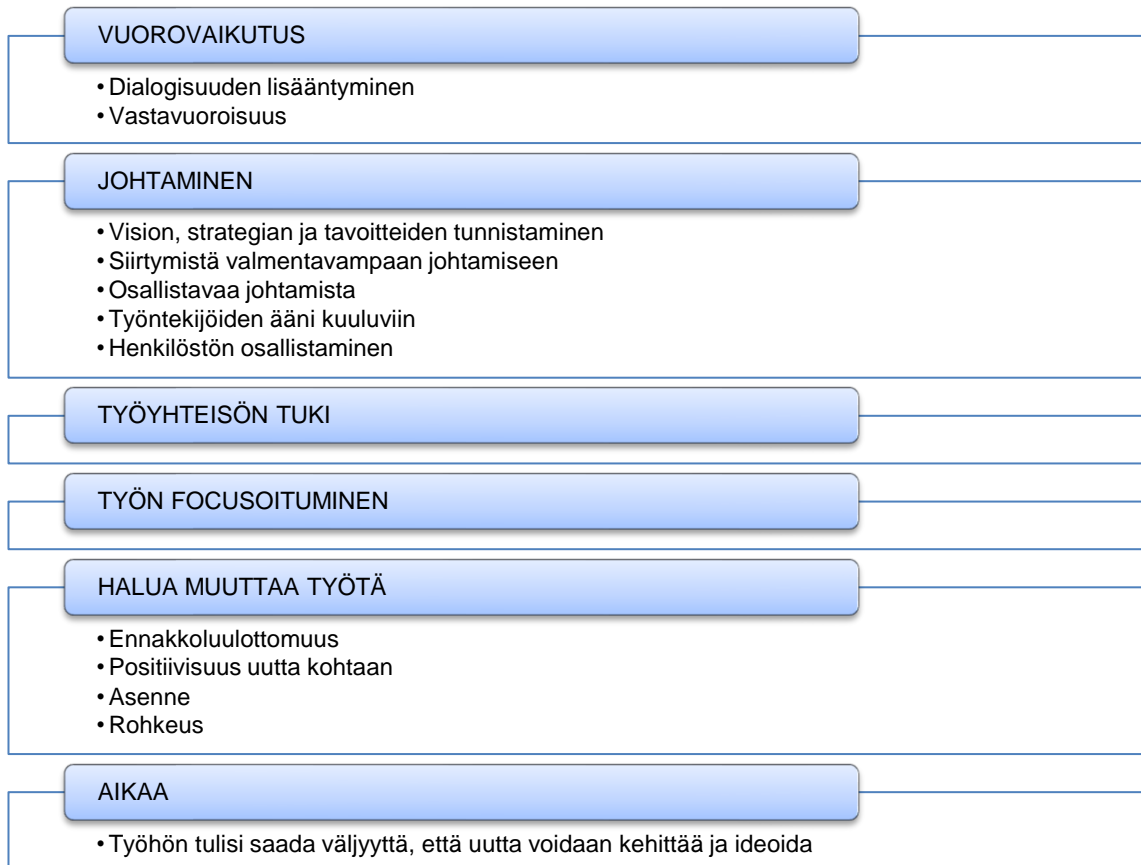 VUOROVAIKUTUS
• Dialogisuuden lisääntyminen
• Vastavuoroisuus
JOHTAMINEN
• Vision, strategian ja tavoitteiden tunnistaminen
• Siirtymistä valmentavampaan johtamiseen
• Osallistavaa johtamista
• Työntekijöiden ääni kuuluviin
• Henkilöstön osallistaminen
TYÖYHTEISÖN TUKI
TYÖN FOCUSOITUMINEN
HALUA MUUTTAA TYÖTÄ
• Ennakkoluulottomuus
• Positiivisuus uutta kohtaan
• Asenne
• Rohkeus
AIKAA
• Työhön tulisi saada väljyyttä, että uutta voidaan kehittää ja ideoida